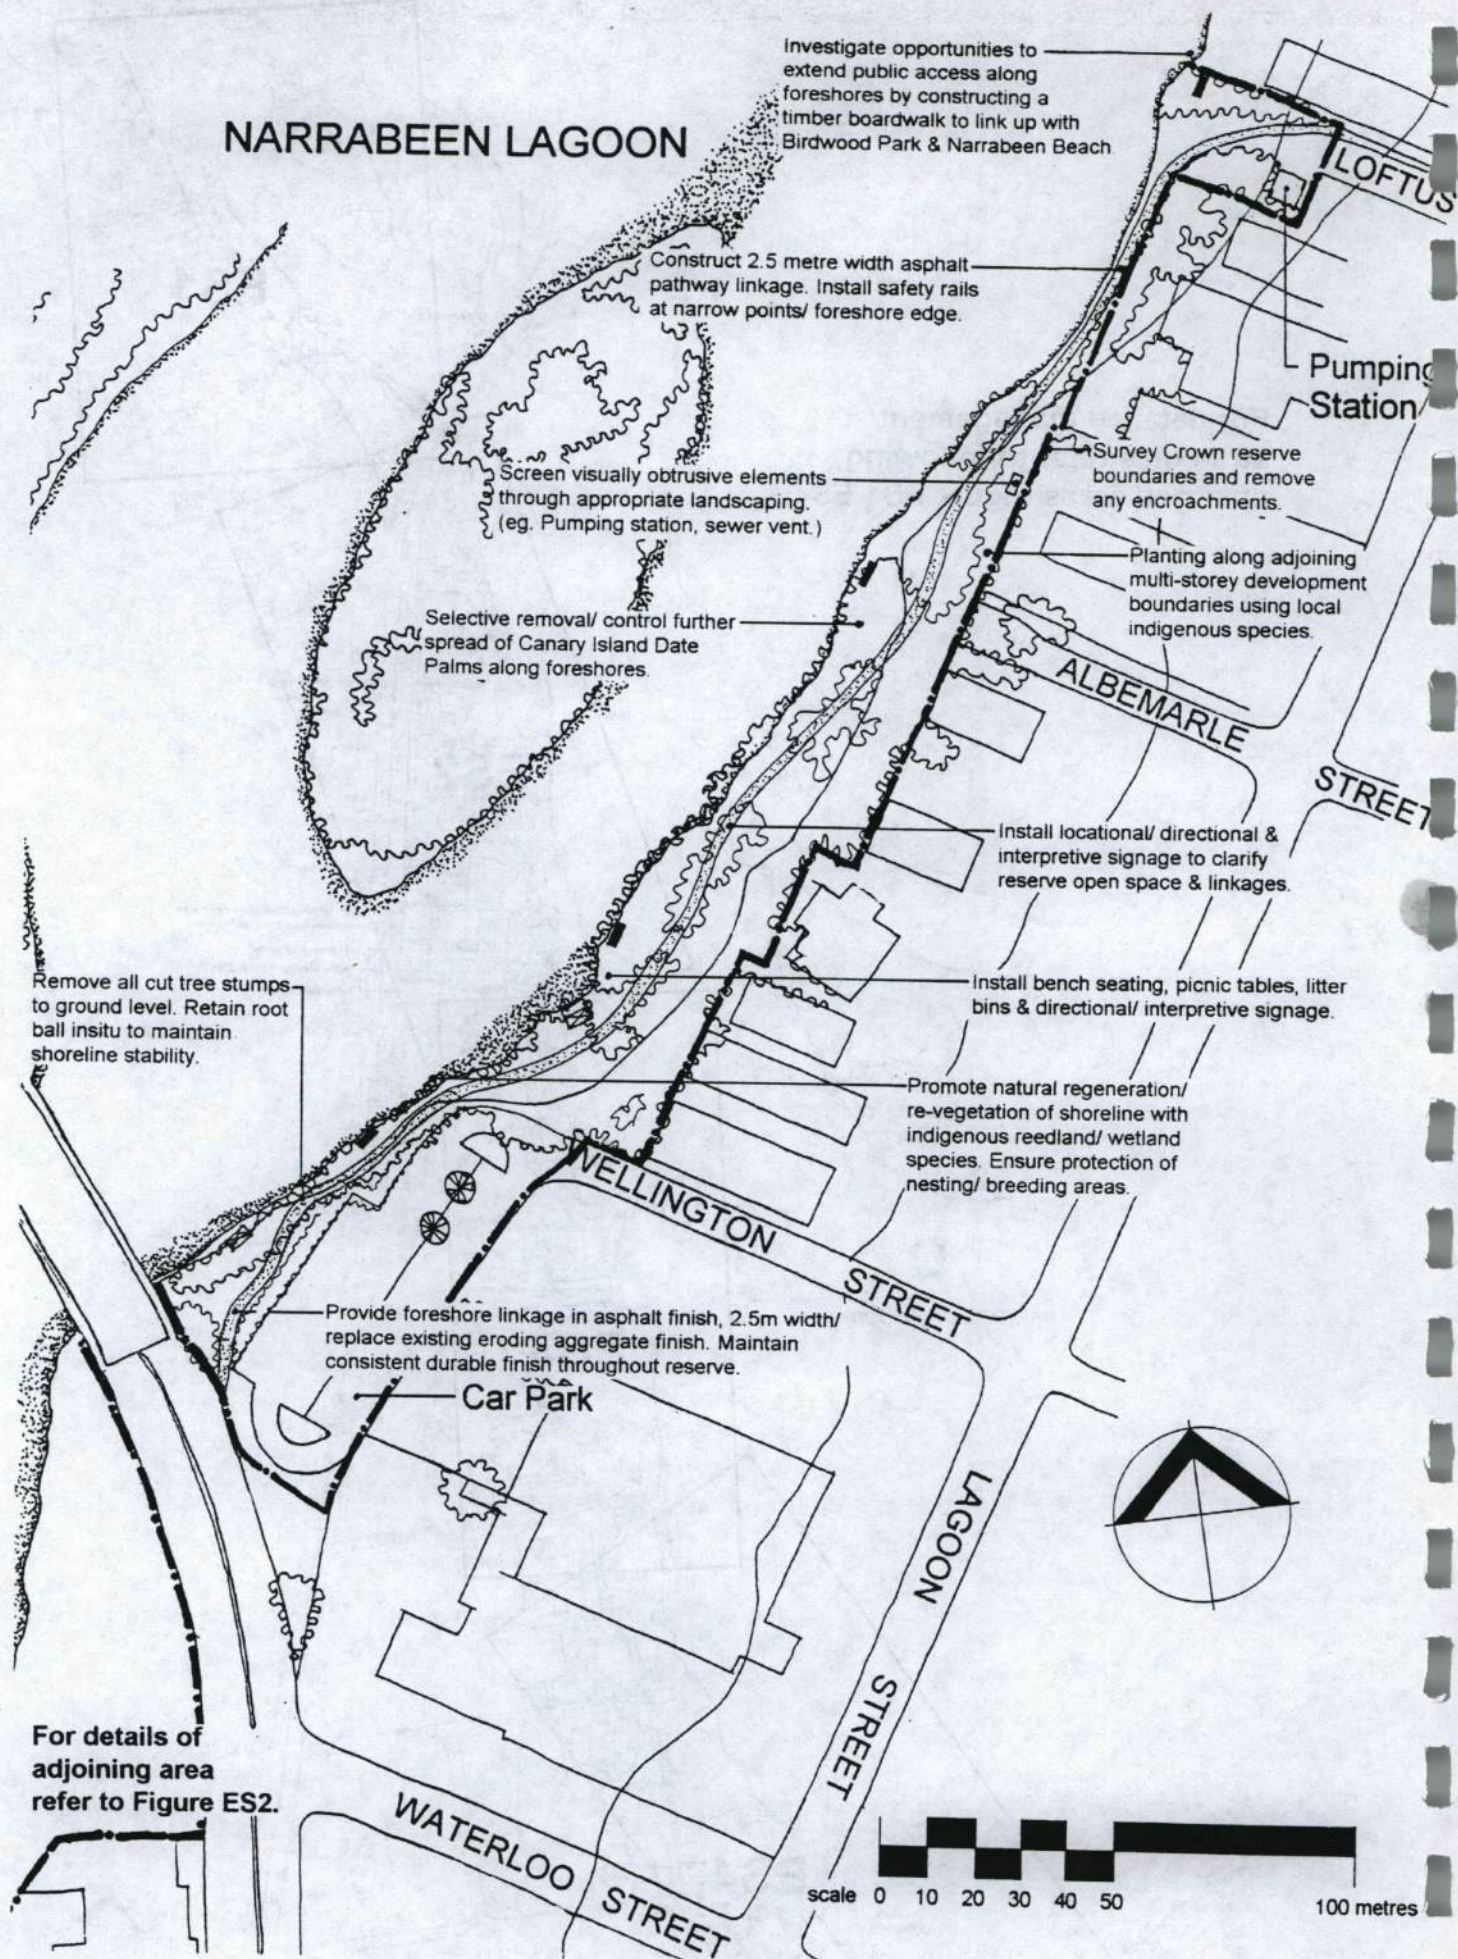 Investigate opportunities to
extend public access along
foreshores by constructing a
timber boardwalk to link up with
Birdwood Park & Narrabeen Beach
NARRABEEN LAGOON
LOFTUS
Construct 2.5 metre width asphalt
pathway linkage. Install safety rails
at narrow points/ foreshore edge.
Pumping
Station
Survey Crown reserve
boundaries and remove
any encroachments.
Screen visually obtrusive elements
through appropriate landscaping.
(eg. Pumping station, sewer vent.)
Planting along adjoining
multi-storey development
boundaries using local
indigenous species.
Selective removal/ control further
spread of Canary Island Date
Palms along foreshores.
ALBEMARLE
STREET
Install locational/ directional &
interpretive signage to clarify
reserve open space & linkages.
Remove all cut tree stumps
to ground level. Retain root
ball insitu to maintain
shoreline stability.
Install bench seating, picnic tables, litter
bins & directional/ interpretive signage.
Promote natural regeneration/
re-vegetation of shoreline with
indigenous reedland/ wetland
species. Ensure protection of
nesting/ breeding areas.
WELLINGTON
STREET
Provide foreshore linkage in asphalt finish, 2.5m width/
replace existing eroding aggregate finish. Maintain
consistent durable finish throughout reserve.
Car Park
LAGOON
STREET
For details of
adjoining area
refer to Figure ES2.
WATERLOO STREET
scale 0 10 20 30 40 50 100 metres